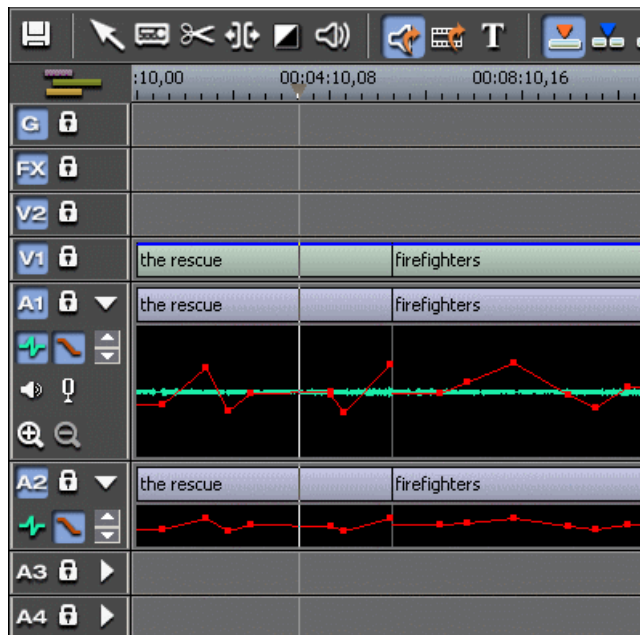 T
:10,00 00:04:10,08 00:08:10,16
G
FX
V2
V1 the rescue firefighters
A1 the rescue firefighters
A2 the rescue firefighters
A3
A4